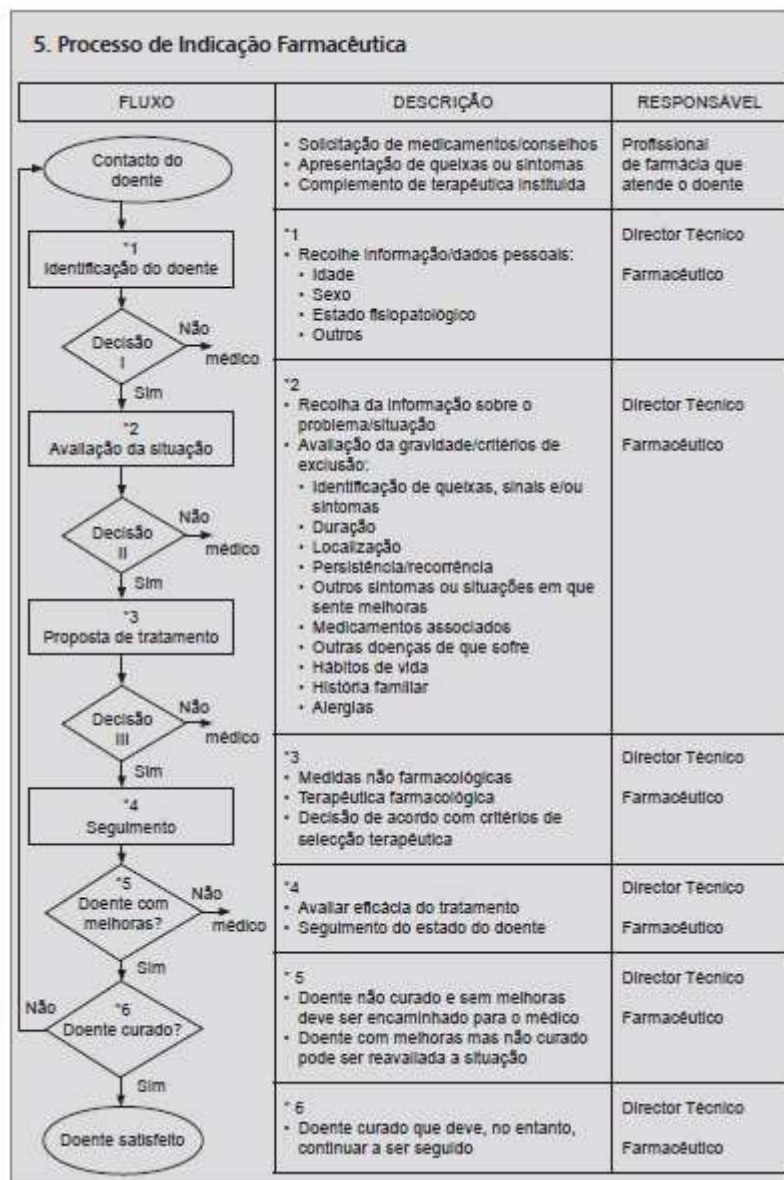 5. Processo de Indicação Farmacêutica
FLUXO
DESCRIÇÃO
RESPONSÁVEL
Contacto do
doente
• Solicitação de medicamentos/conselhos
• Apresentação de queixas ou sintomas
• Complemento de terapêutica instituída
Profissional
de farmácia que
atende o doente
*1
Identificação do doente
Decisão
I
Não
médico
Sim
*1
• Recolhe informação/dados pessoais:
• Idade
• Sexo
• Estado fisiopatológico
• Outros
Director Técnico
Farmacêutico
*2
Avaliação da situação
Decisão
II
Não
médico
Sim
*3
Proposta de tratamento
Decisão
III
Não
médico
Sim
*2
• Recolha da informação sobre o
problema/situação
• Avaliação da gravidade/critérios de
exclusão:
• Identificação de queixas, sinais e/ou
sintomas
• Duração
• Localização
• Persistência/recorrência
• Outros sintomas ou situações em que
sente melhoras
• Medicamentos associados
• Outras doenças de que sofre
• Hábitos de vida
• História familiar
• Alergias
Director Técnico
Farmacêutico
*4
Seguimento
*3
• Medidas não farmacológicas
• Terapêutica farmacológica
• Decisão de acordo com critérios de
selecção terapêutica
Director Técnico
Farmacêutico
*5
Doente com
melhoras?
Não
médico
Sim
*4
• Avaliar eficácia do tratamento
• Seguimento do estado do doente
Director Técnico
Farmacêutico
*6
Doente curado?
Não
Sim
* 5
• Doente não curado e sem melhoras
deve ser encaminhado para o médico
• Doente com melhoras mas não curado
pode ser reavaliada a situação
Director Técnico
Farmacêutico
Doente satisfeito
* 6
• Doente curado que deve, no entanto,
continuar a ser seguido
Director Técnico
Farmacêutico